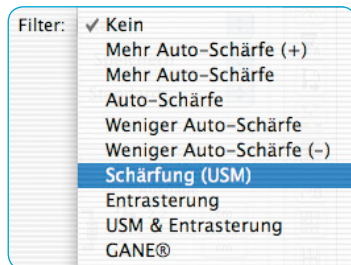 Filter: ✓ Kein
Mehr Auto-Schärfe (+)
Mehr Auto-Schärfe
Auto-Schärfe
Weniger Auto-Schärfe
Weniger Auto-Schärfe (-)
Schärfung (USM)
Entrasterung
USM & Entrasterung
GANE®